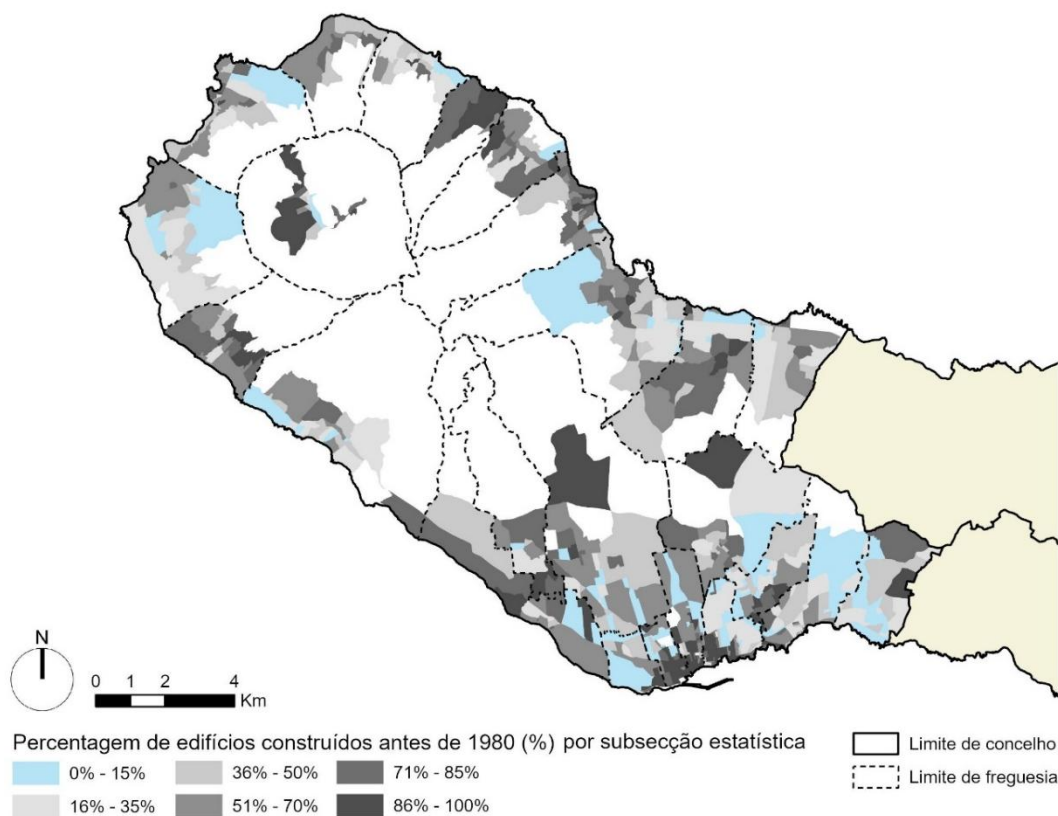 N
0 1 2 4
Km
Percentagem de edifícios construídos antes de 1980 (%) por subsecção estatística
0% - 15%
36% - 50%
71% - 85%
16% - 35%
51% - 70%
86% - 100%
Limite de concelho
Limite de freguesia